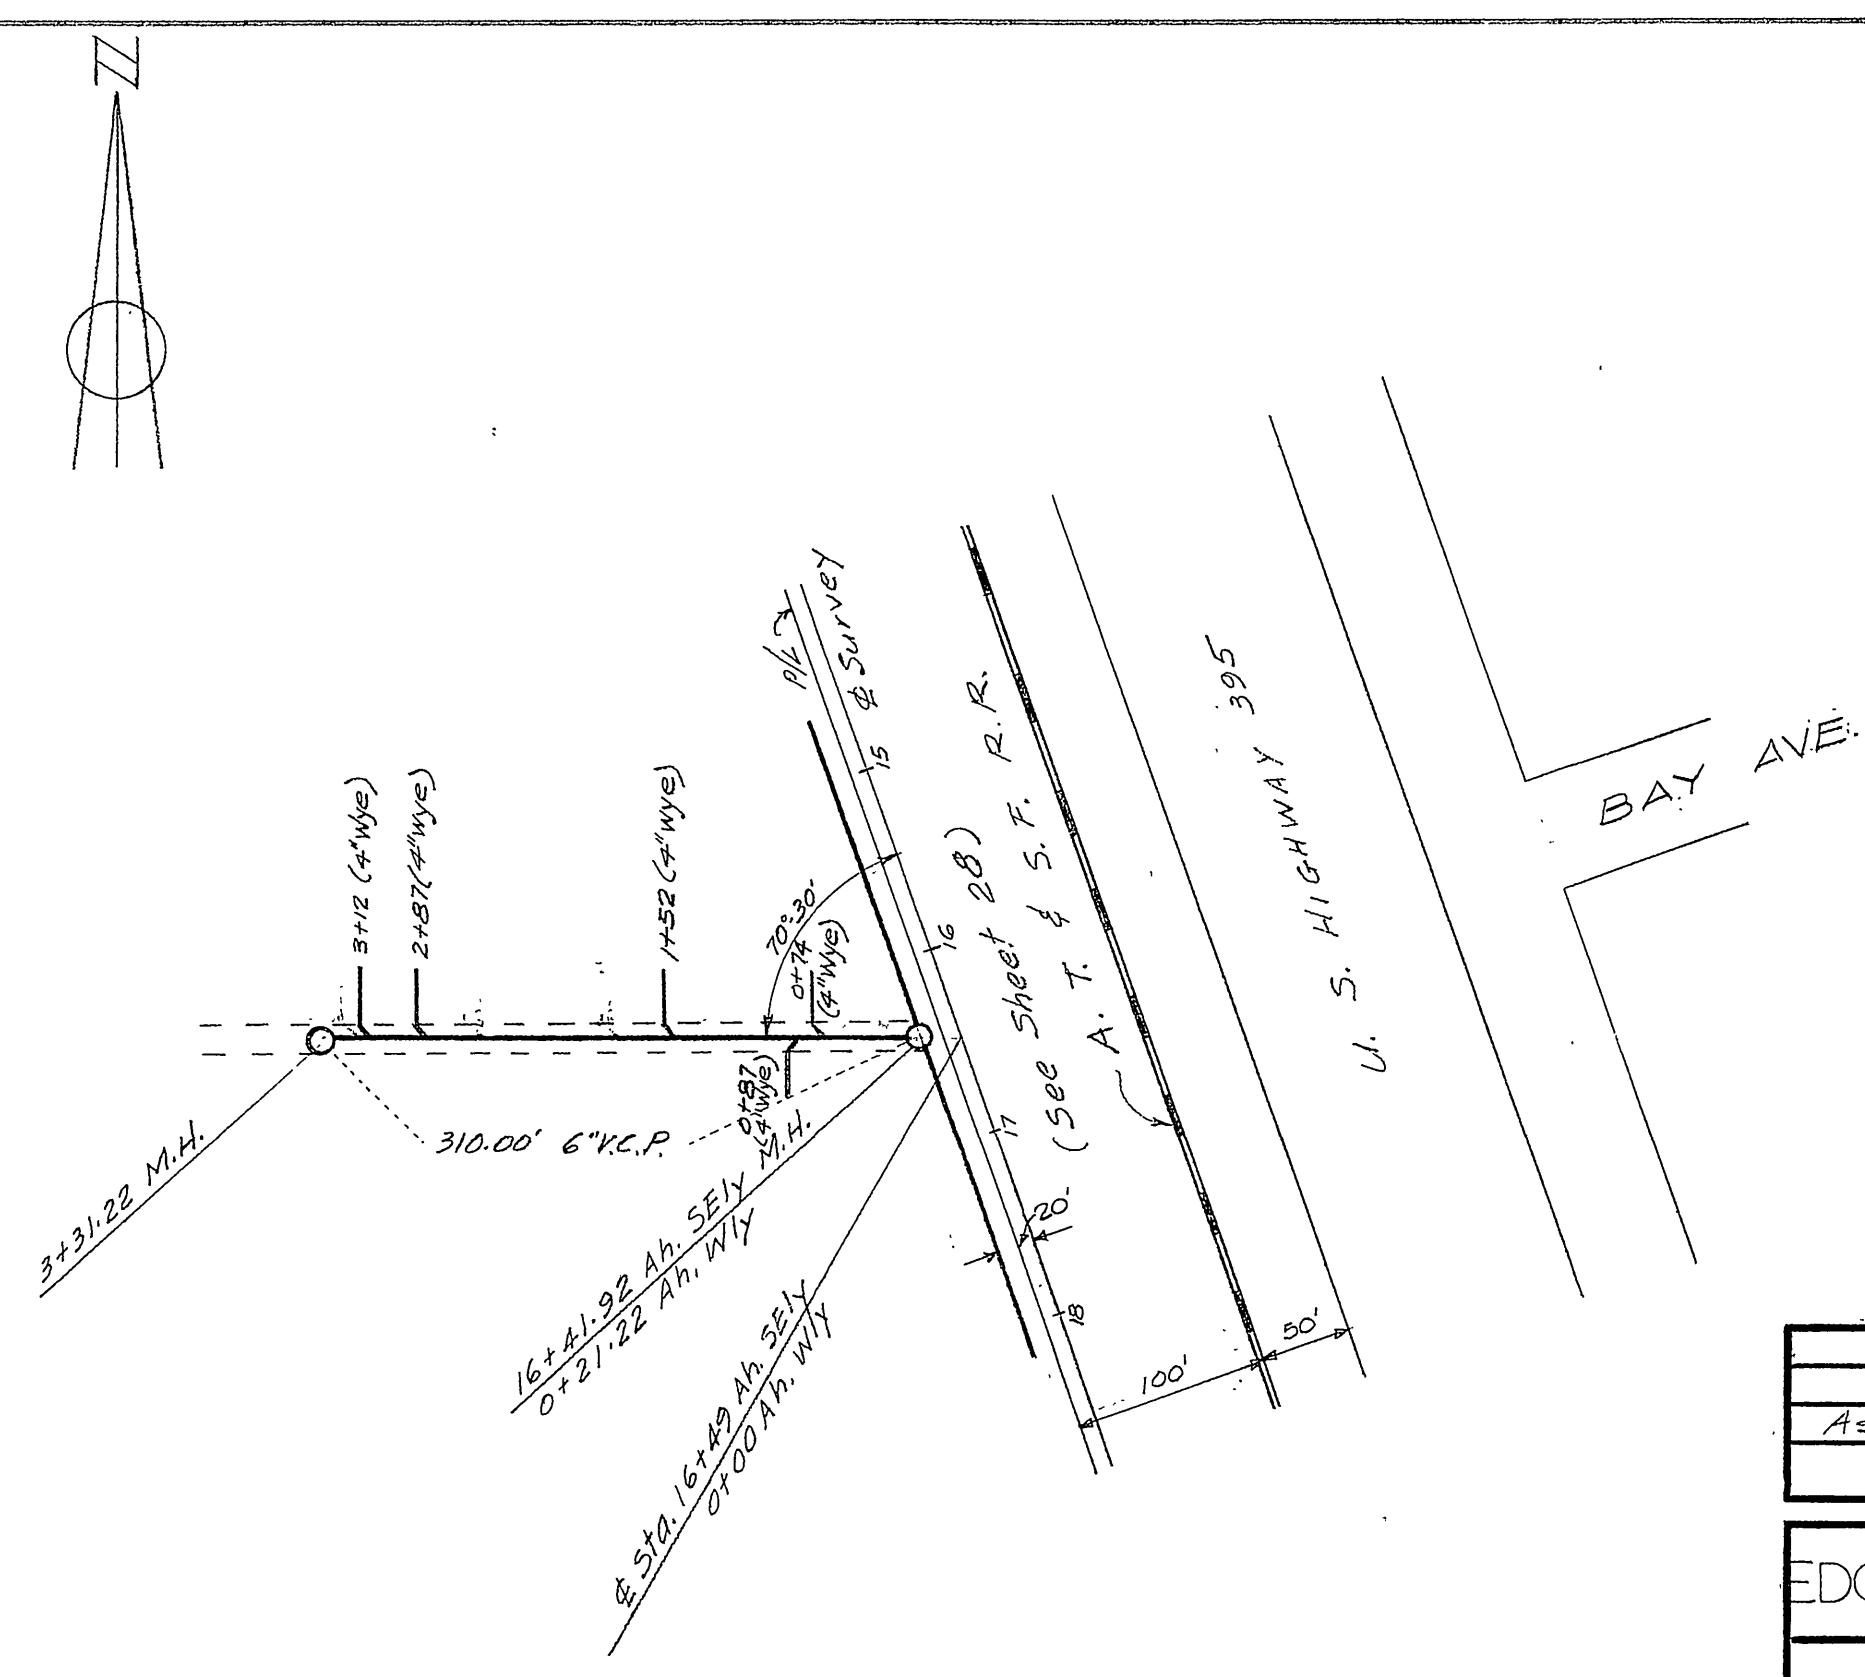 N
P/L
℄ Survey
15
16
17
18
395
U. S. HIGHWAY
BAY AVE.
A. T. & S. F. R. R.
(See Sheet 28)
3+12 (4"Wye)
2+87 (4"Wye)
1+52 (4"Wye)
70°-30'
0+74
(4"Wye)
0+87
(4"Wye)
310.00' 6"V.C.P.
3+31.22 M.H.
16+41.92 Ah. SEly M.H.
0+21.22 Ah. Wly
℄ Sta. 16+49 Ah. SEly
0+00 Ah. Wly
20'
100'
50'